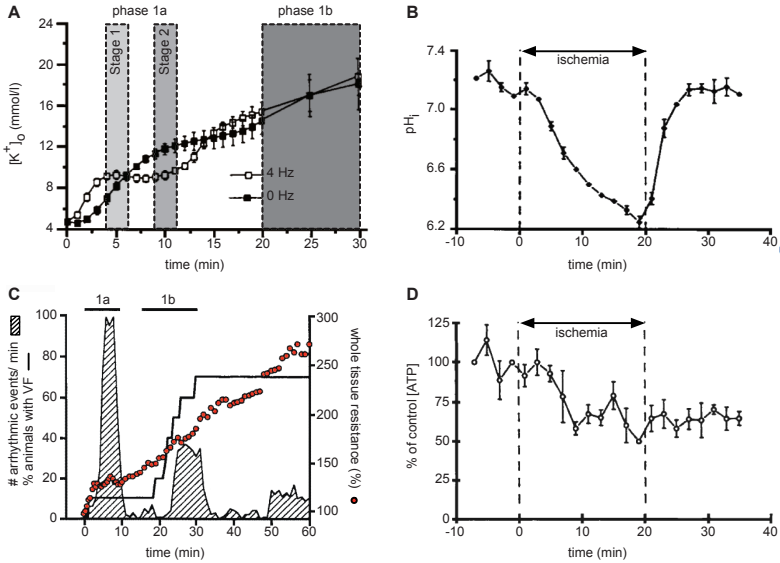 A
phase 1a
phase 1b
Stage 1
Stage 2
[K+]o (mmol/l)
24
20
16
12
8
4
4 Hz
0 Hz
0
5
10
15
20
25
30
time (min)
B
7.4
7.0
6.6
6.2
pHi
ischemia
-10
0
10
20
30
40
time (min)
C
1a
1b
# arrhythmic events/ min
% animals with VF
100
80
60
40
20
0
300
240
200
150
110
100
whole tissue resistance (%)
0
10
20
30
40
50
60
time (min)
D
125
100
75
50
25
0
% of control [ATP]
ischemia
-10
0
10
20
30
40
time (min)